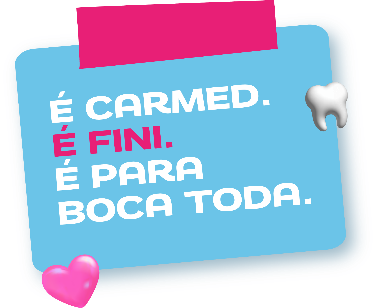 É CARMED.
É FINI.
É PARA
BOCA TODA.